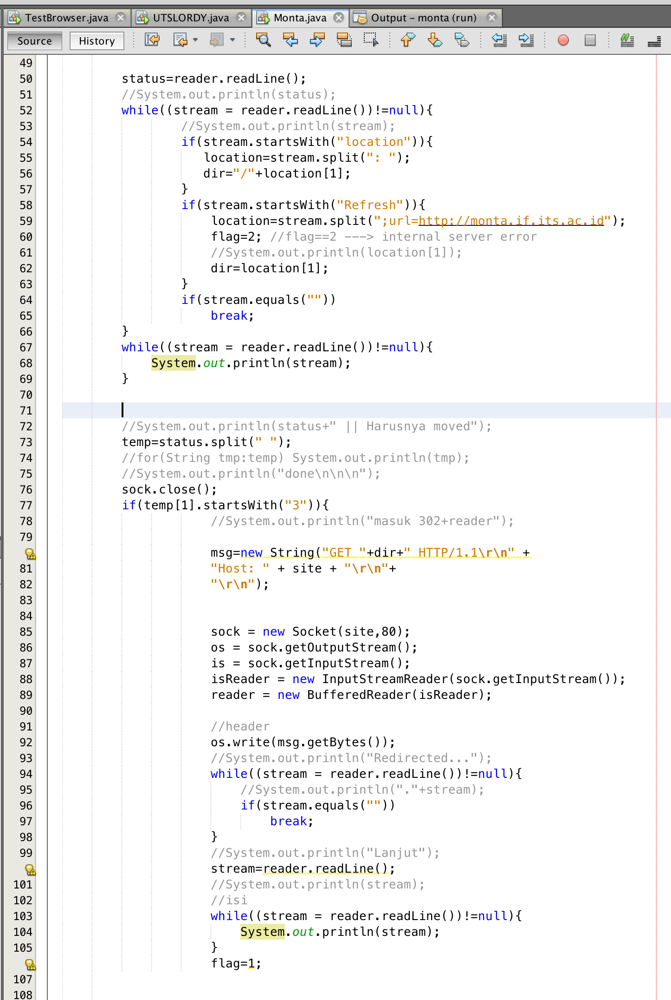 TestBrowser.java UTSLORDY.java Monta.java Output – monta (run)
Source History
49
50 status=reader.readLine();
51 //System.out.println(status);
52 while((stream = reader.readLine())!=null){
53 //System.out.println(stream);
54 if(stream.startsWith("location")){
55 location=stream.split(": ");
56 dir="/"+location[1];
57 }
58 if(stream.startsWith("Refresh")){
59 location=stream.split(";url=http://monta.if.its.ac.id");
60 flag=2; //flag==2 ---> internal server error
61 //System.out.println(location[1]);
62 dir=location[1];
63 }
64 if(stream.equals(""))
65 break;
66 }
67 while((stream = reader.readLine())!=null){
68 System.out.println(stream);
69 }
70
71
72 //System.out.println(status+" || Harusnya moved");
73 temp=status.split(" ");
74 //for(String tmp:temp) System.out.println(tmp);
75 //System.out.println("done\n\n\n");
76 sock.close();
77 if(temp[1].startsWith("3")){
78 //System.out.println("masuk 302+reader");
79
msg=new String("GET "+dir+" HTTP/1.1\r\n" +
81 "Host: " + site + "\r\n"+
82 "\r\n");
83
84
85 sock = new Socket(site,80);
86 os = sock.getOutputStream();
87 is = sock.getInputStream();
88 isReader = new InputStreamReader(sock.getInputStream());
89 reader = new BufferedReader(isReader);
90
91 //header
92 os.write(msg.getBytes());
93 //System.out.println("Redirected...");
94 while((stream = reader.readLine())!=null){
95 //System.out.println("."+stream);
96 if(stream.equals(""))
97 break;
98 }
99 //System.out.println("Lanjut");
stream=reader.readLine();
101 //System.out.println(stream);
102 //isi
103 while((stream = reader.readLine())!=null){
104 System.out.println(stream);
105 }
flag=1;
107
108